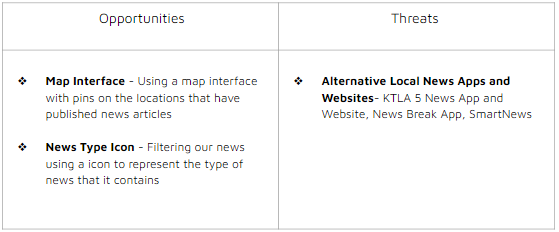 Opportunities
Threats
❖ Map Interface - Using a map interface
with pins on the locations that have
published news articles
❖ News Type Icon - Filtering our news
using a icon to represent the type of
news that it contains
❖ Alternative Local News Apps and
Websites- KTLA 5 News App and
Website, News Break App, SmartNews